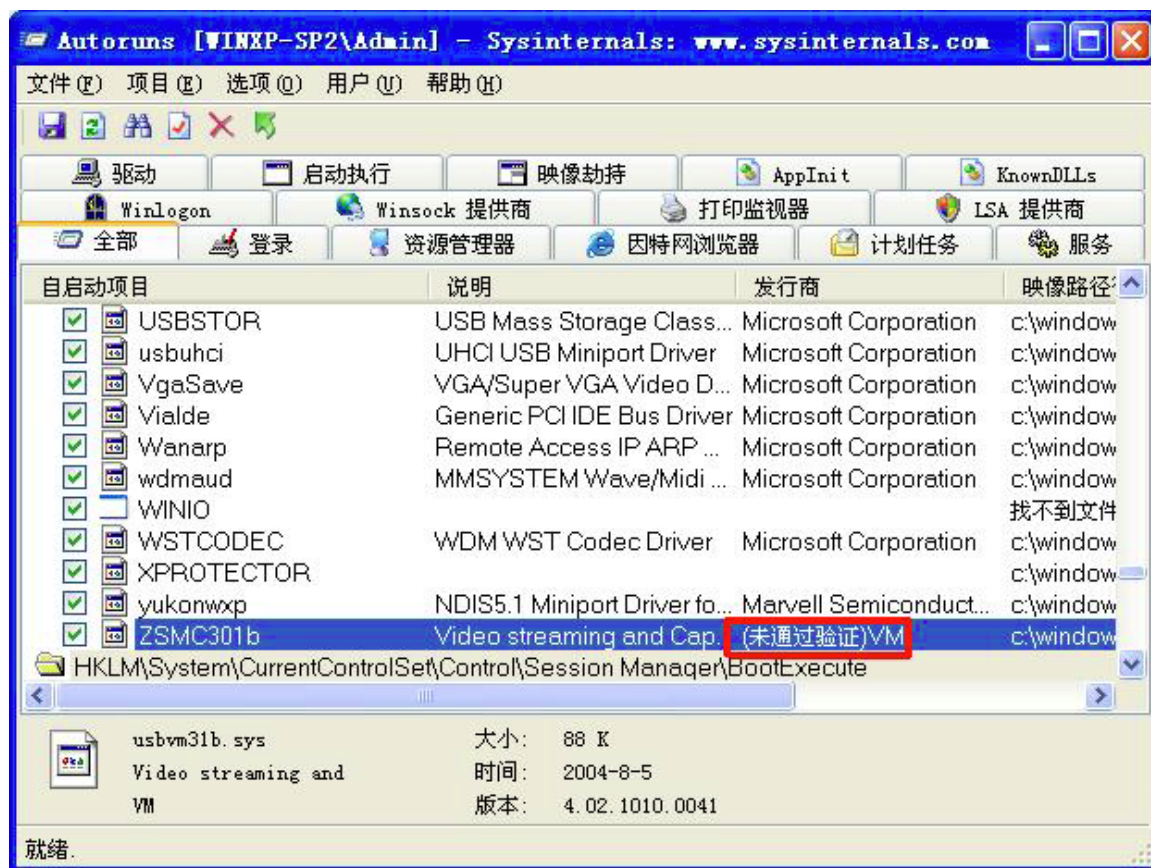 Autoruns [WINXP-SP2\Admin] - Sysinternals: www.sysinternals.com
文件(F) 项目(E) 选项(O) 用户(U) 帮助(H)
驱动 启动执行 映像劫持 AppInit KnownDLLs
Winlogon Winsock 提供商 打印监视器 LSA 提供商
全部 登录 资源管理器 因特网浏览器 计划任务 服务
自启动项目 说明 发行商 映像路径
USBSTOR USB Mass Storage Class... Microsoft Corporation c:\window
usbuhci UHCI USB Miniport Driver Microsoft Corporation c:\window
VgaSave VGA/Super VGA Video D... Microsoft Corporation c:\window
ViaIde Generic PCI IDE Bus Driver Microsoft Corporation c:\window
Wanarp Remote Access IP ARP ... Microsoft Corporation c:\window
wdmaud MMSYSTEM Wave/Midi ... Microsoft Corporation c:\window
WINIO 找不到文件
WSTCODEC WDM WST Codec Driver Microsoft Corporation c:\window
XPROTECTOR c:\window
yukonwxp NDIS5.1 Miniport Driver fo... Marvell Semiconduct... c:\window
ZSMC301b Video streaming and Cap. (未通过验证)VM c:\window
HKLM\System\CurrentControlSet\Control\Session Manager\BootExecute
usbvm31b.sys 大小: 88 K
Video streaming and 时间: 2004-8-5
VM 版本: 4.02.1010.0041
就绪.